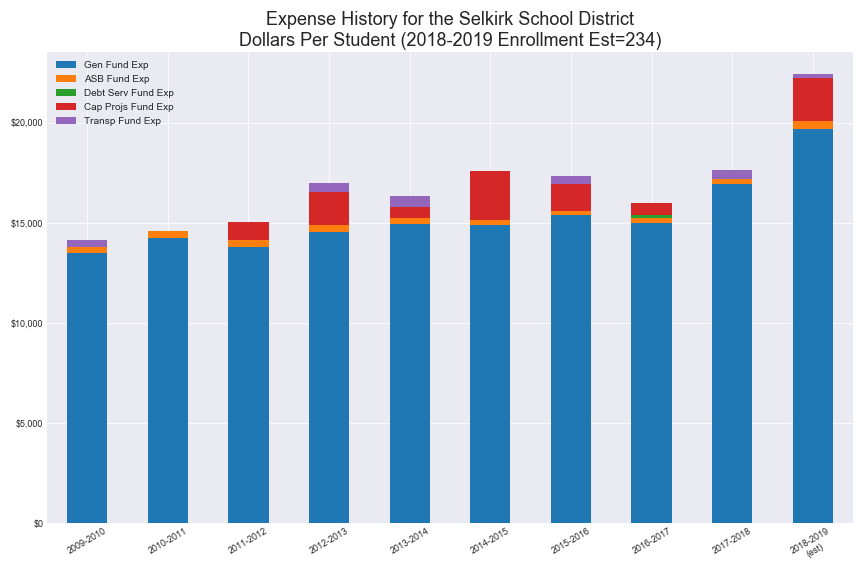 Expense History for the Selkirk School District
Dollars Per Student (2018-2019 Enrollment Est=234)
Gen Fund Exp
ASB Fund Exp
Debt Serv Fund Exp
Cap Projs Fund Exp
Transp Fund Exp
$20,000
$15,000
$10,000
$5,000
$0
2009-2010
2010-2011
2011-2012
2012-2013
2013-2014
2014-2015
2015-2016
2016-2017
2017-2018
2018-2019
(est)